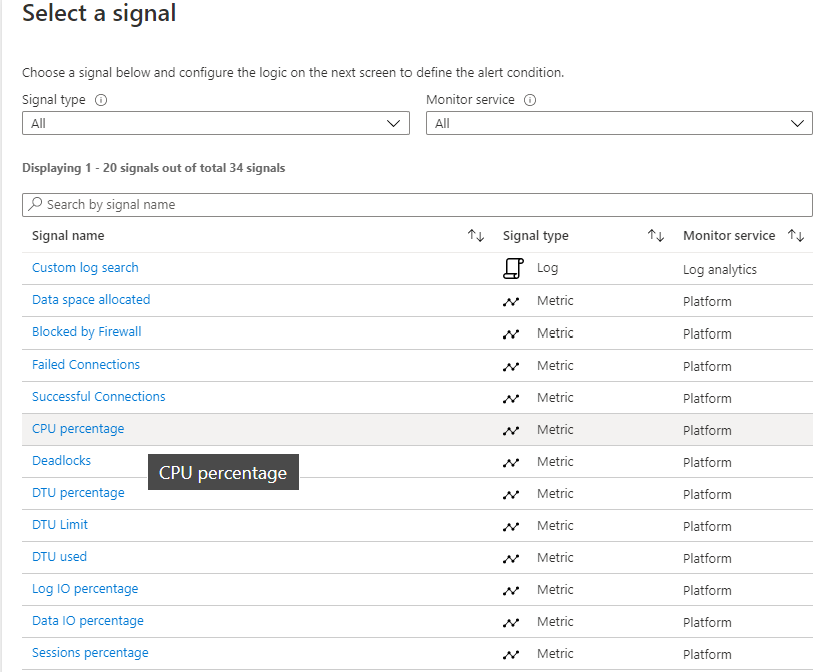 Select a signal
Choose a signal below and configure the logic on the next screen to define the alert condition.
Signal type Monitor service
All All
Displaying 1 - 20 signals out of total 34 signals
Search by signal name
Signal name Signal type Monitor service
Custom log search Log Log analytics
Data space allocated Metric Platform
Blocked by Firewall Metric Platform
Failed Connections Metric Platform
Successful Connections Metric Platform
CPU percentage Metric Platform
Deadlocks Metric Platform
CPU percentage
DTU percentage Metric Platform
DTU Limit Metric Platform
DTU used Metric Platform
Log IO percentage Metric Platform
Data IO percentage Metric Platform
Sessions percentage Metric Platform